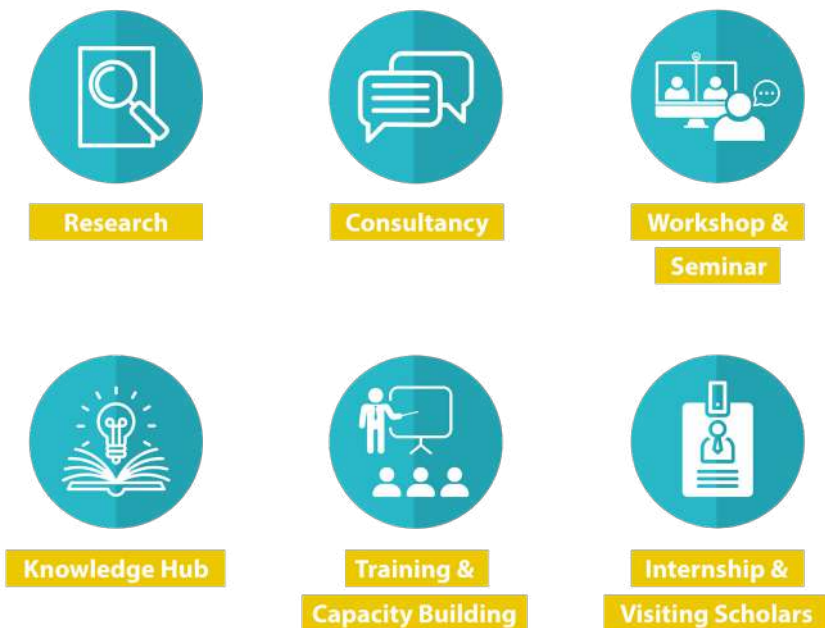 Research
Consultancy
Workshop &
Seminar
Knowledge Hub
Training &
Capacity Building
Internship &
Visiting Scholars